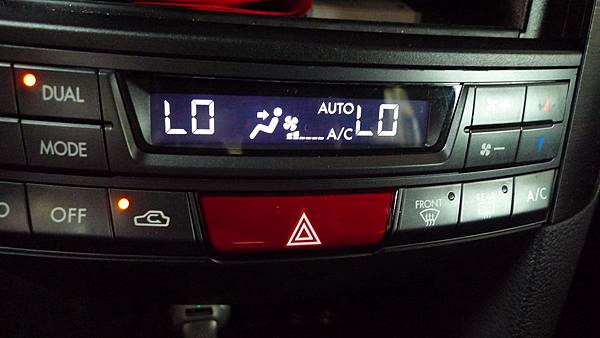 DUAL
LO AUTO LO
A/C
MODE
OFF
FRONT REAR A/C